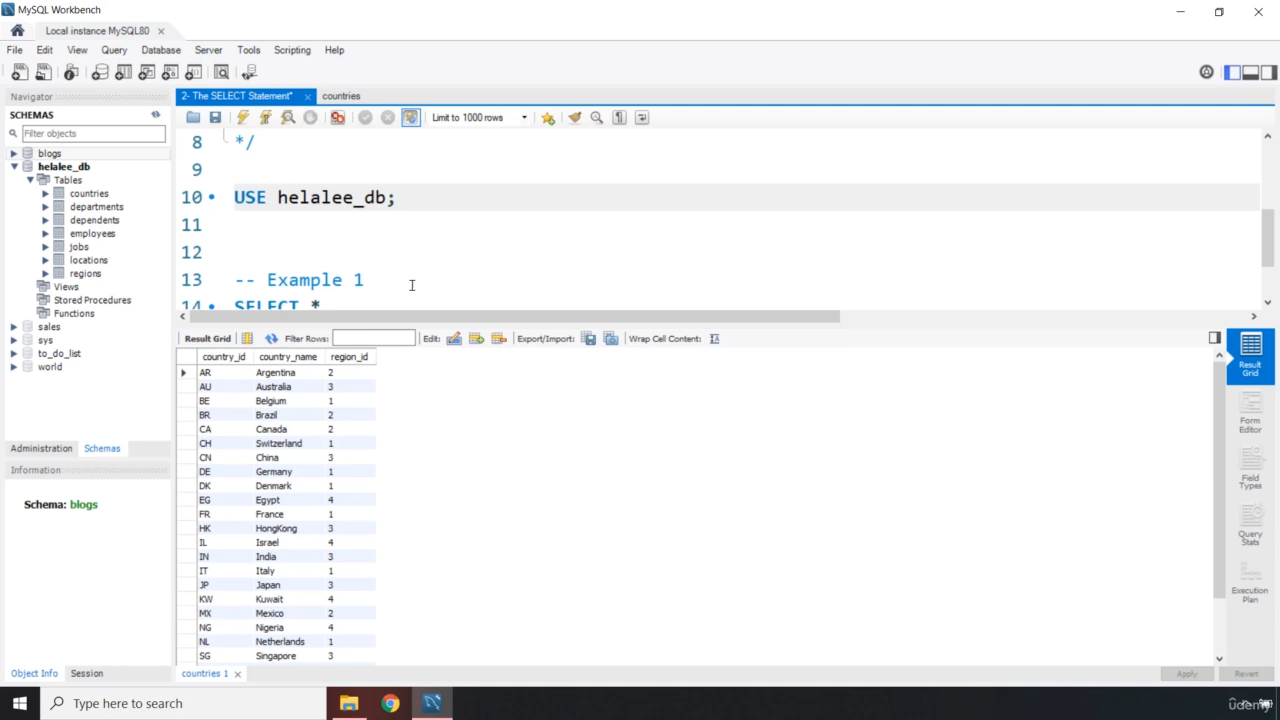 MySQL Workbench
Local instance MySQL80
File Edit View Query Database Server Tools Scripting Help
Navigator
SCHEMAS
Filter objects
blogs
helalee_db
Tables
countries
departments
dependents
employees
jobs
locations
regions
Views
Stored Procedures
Functions
sales
sys
to_do_list
world
Administration Schemas
Information
Schema: blogs
Object Info Session
2- The SELECT Statement* countries
Limit to 1000 rows
8 */
9
10 USE helalee_db;
11
12
13 -- Example 1
14 SELECT *
Result Grid Filter Rows: Edit: Export/Import: Wrap Cell Content:
country_id country_name region_id
AR Argentina 2
AU Australia 3
BE Belgium 1
BR Brazil 2
CA Canada 2
CH Switzerland 1
CN China 3
DE Germany 1
DK Denmark 1
EG Egypt 4
FR France 1
HK HongKong 3
IL Israel 4
IN India 3
IT Italy 1
JP Japan 3
KW Kuwait 4
MX Mexico 2
NG Nigeria 4
NL Netherlands 1
SG Singapore 3
Result
Grid
Form
Editor
Field
Types
Query
Stats
Execution
Plan
countries 1
Apply Revert
Type here to search
udemy